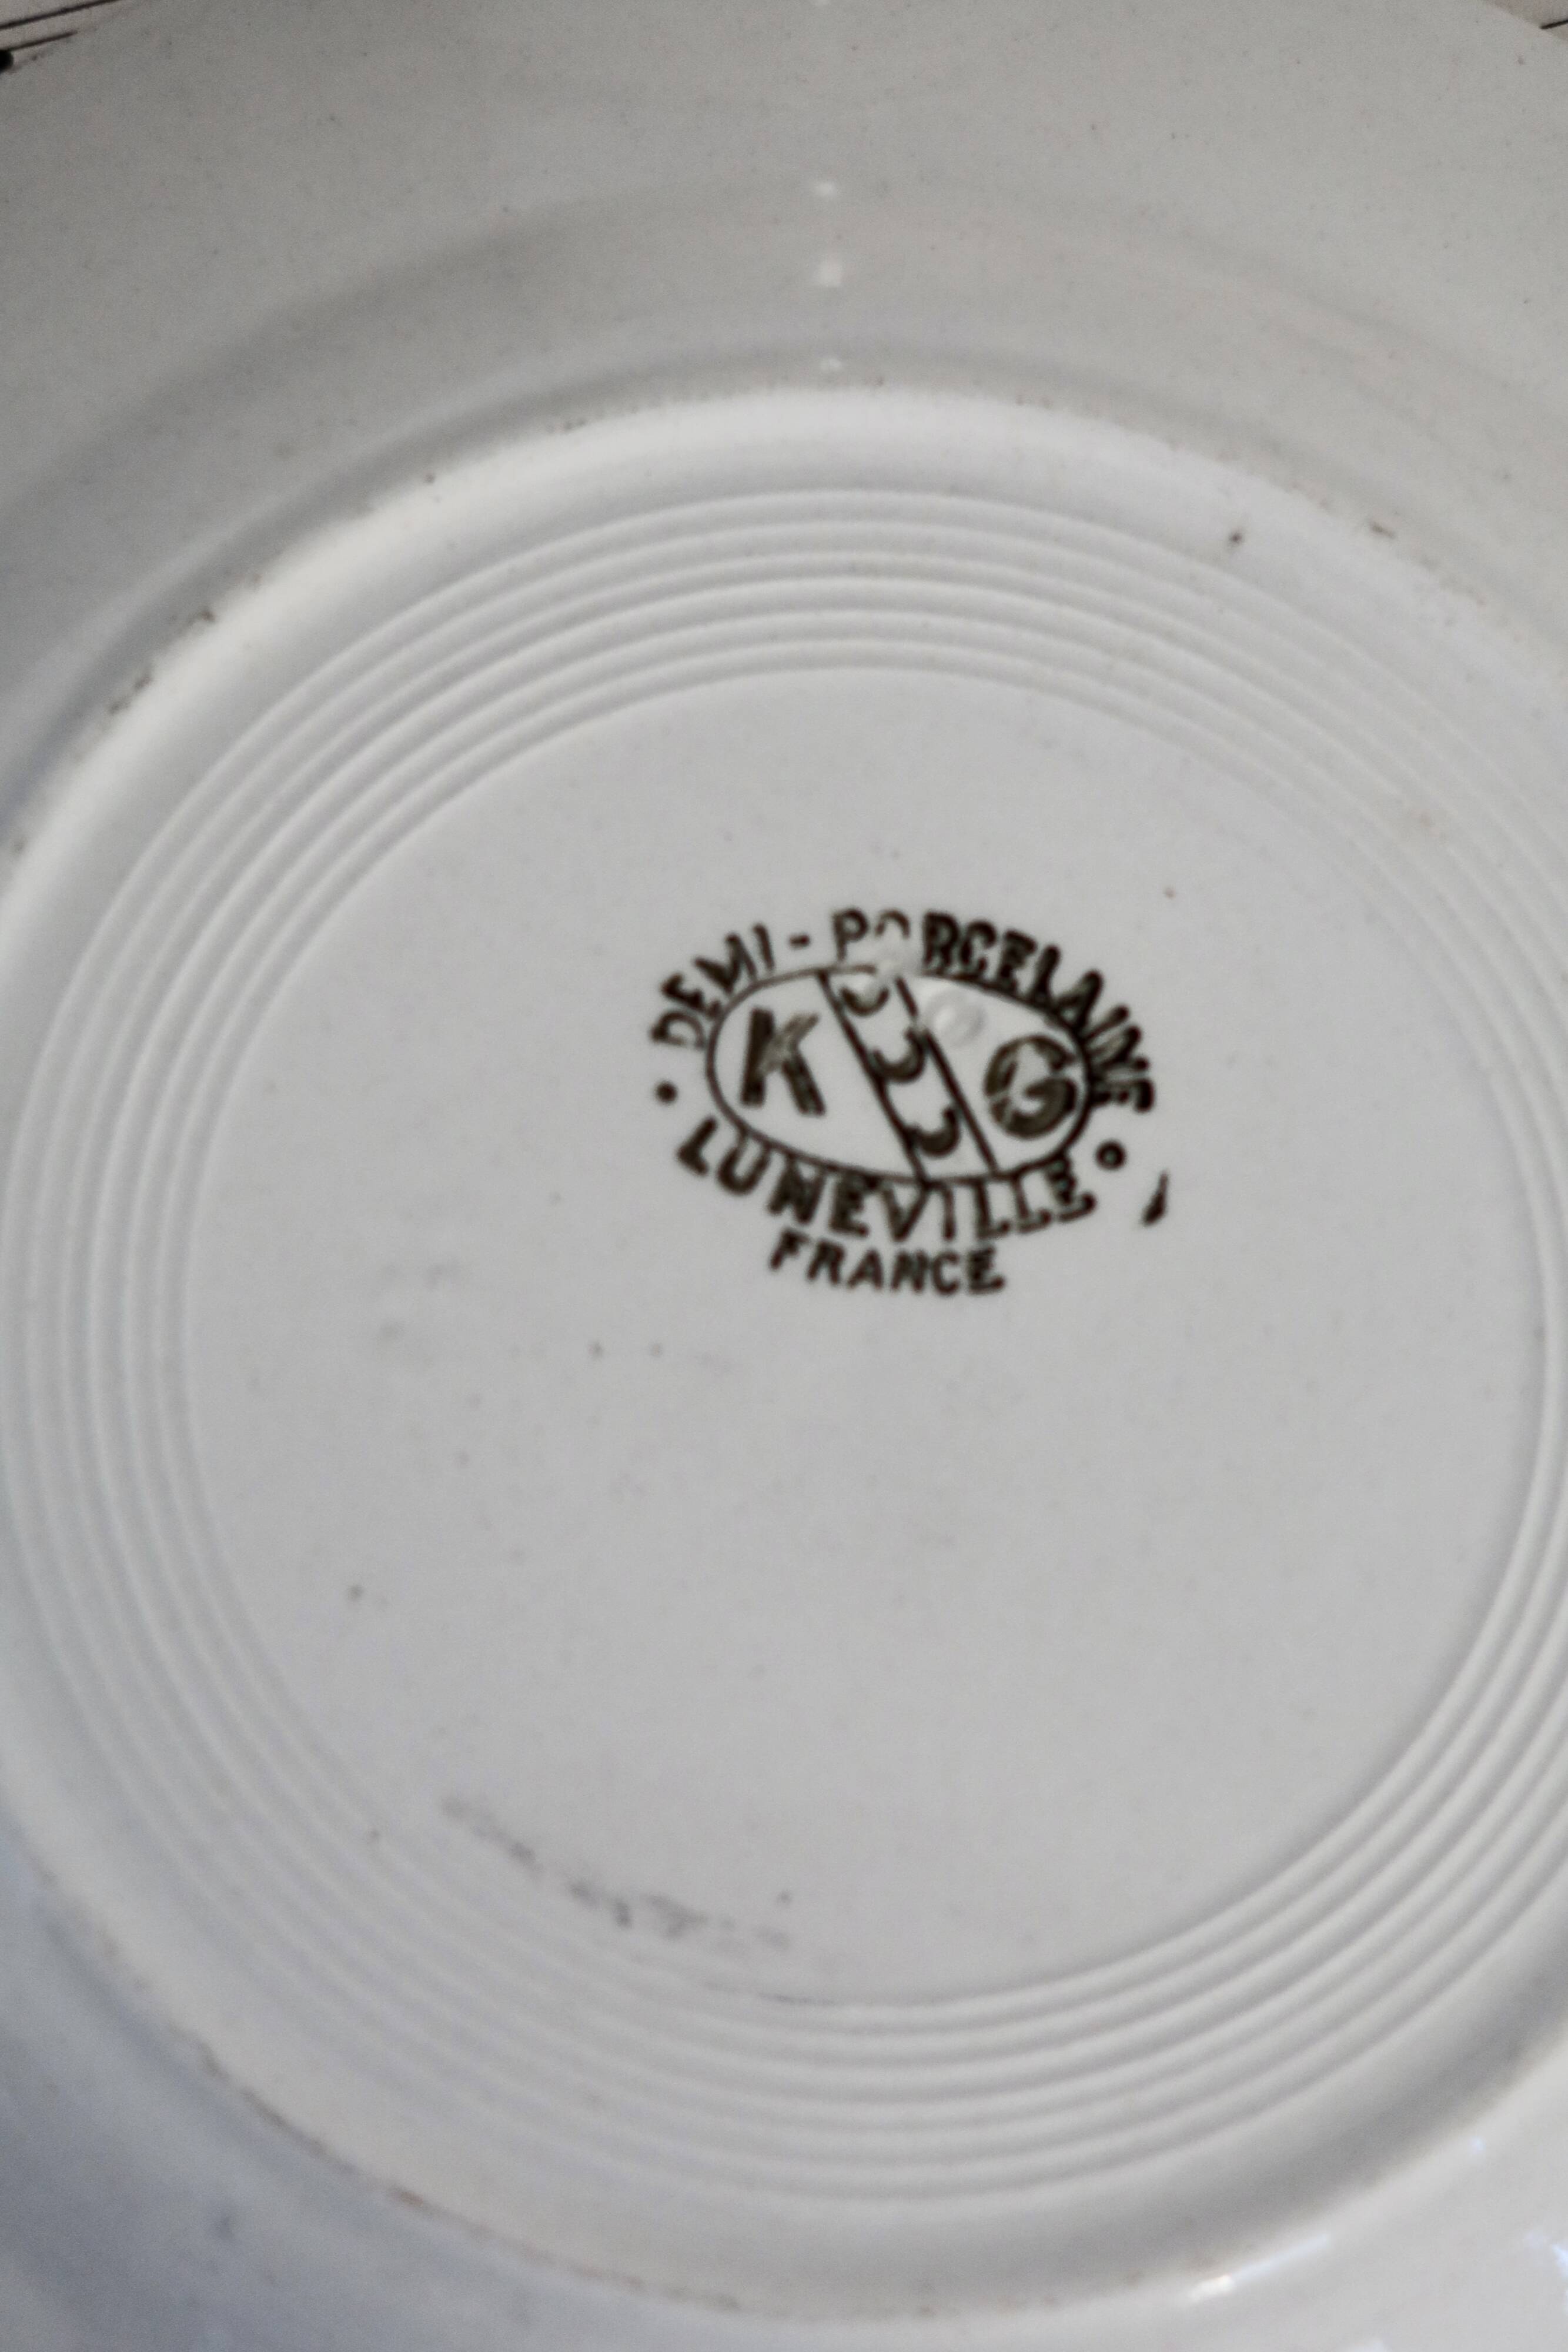 DEMI-PORCELAINE
K G
LUNEVILLE
FRANCE